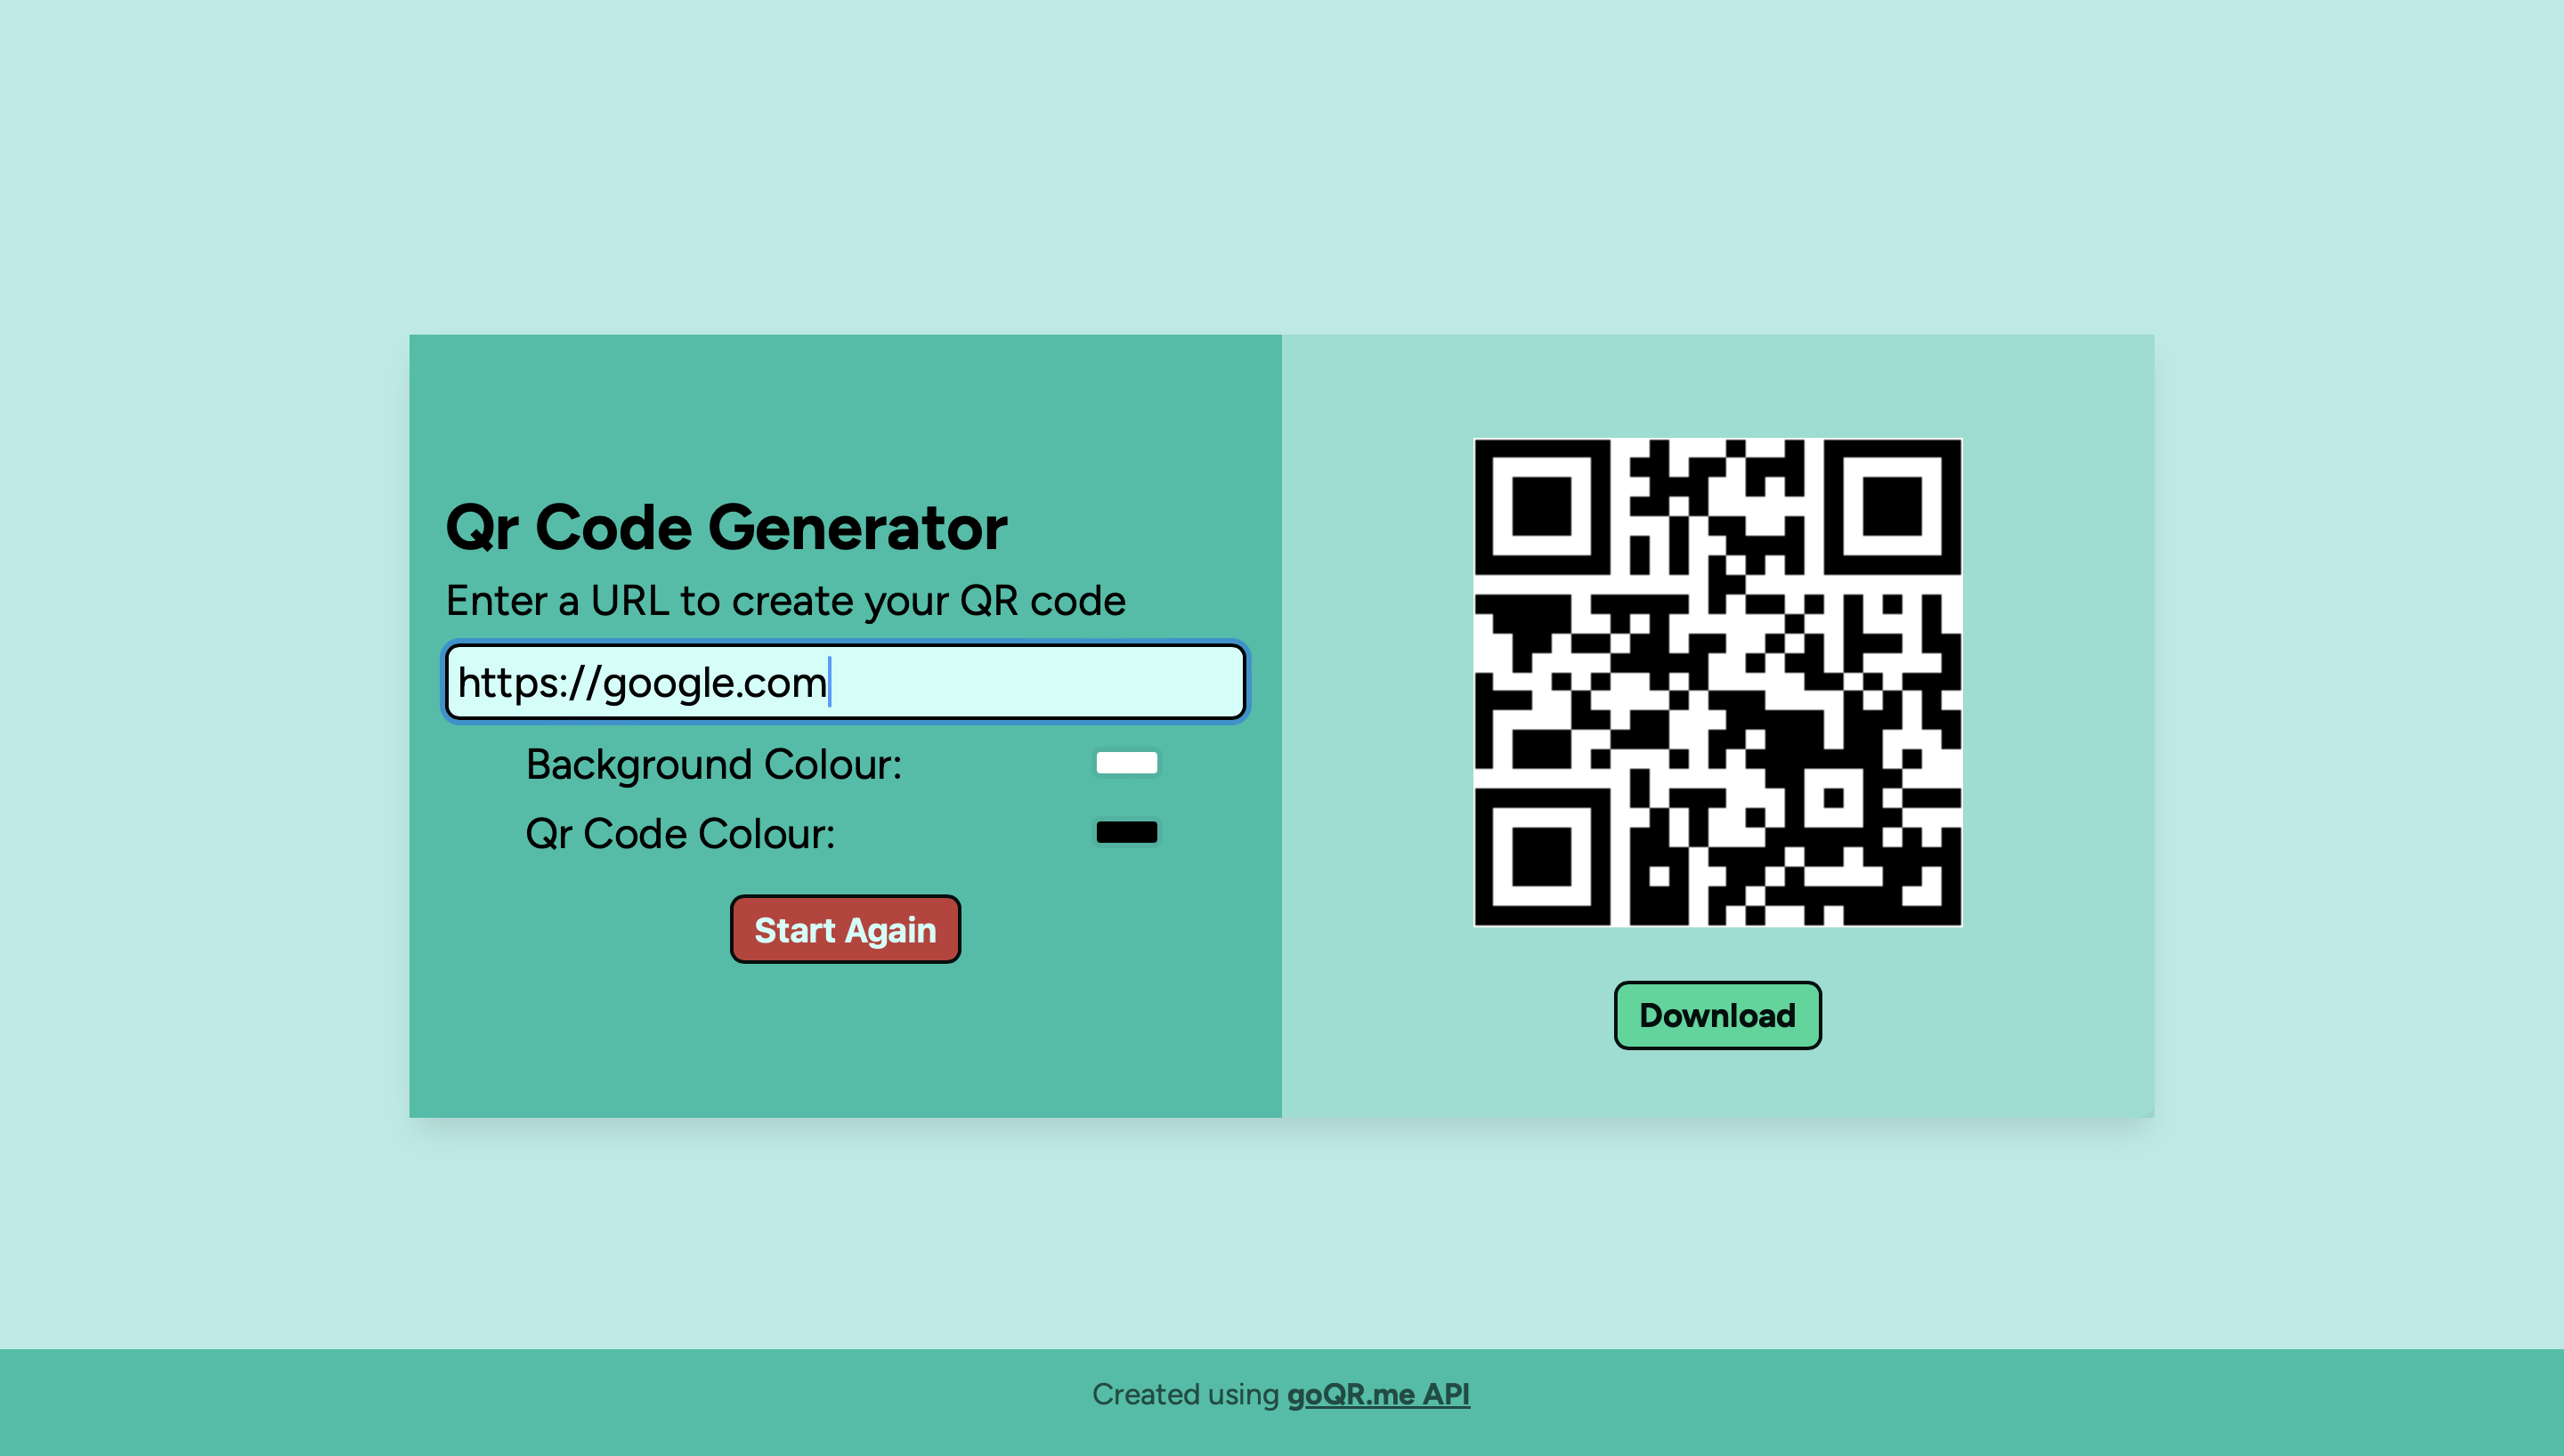 Qr Code Generator
Enter a URL to create your QR code
https://google.com
Background Colour:
Qr Code Colour:
Start Again
Download
Created using goQR.me API